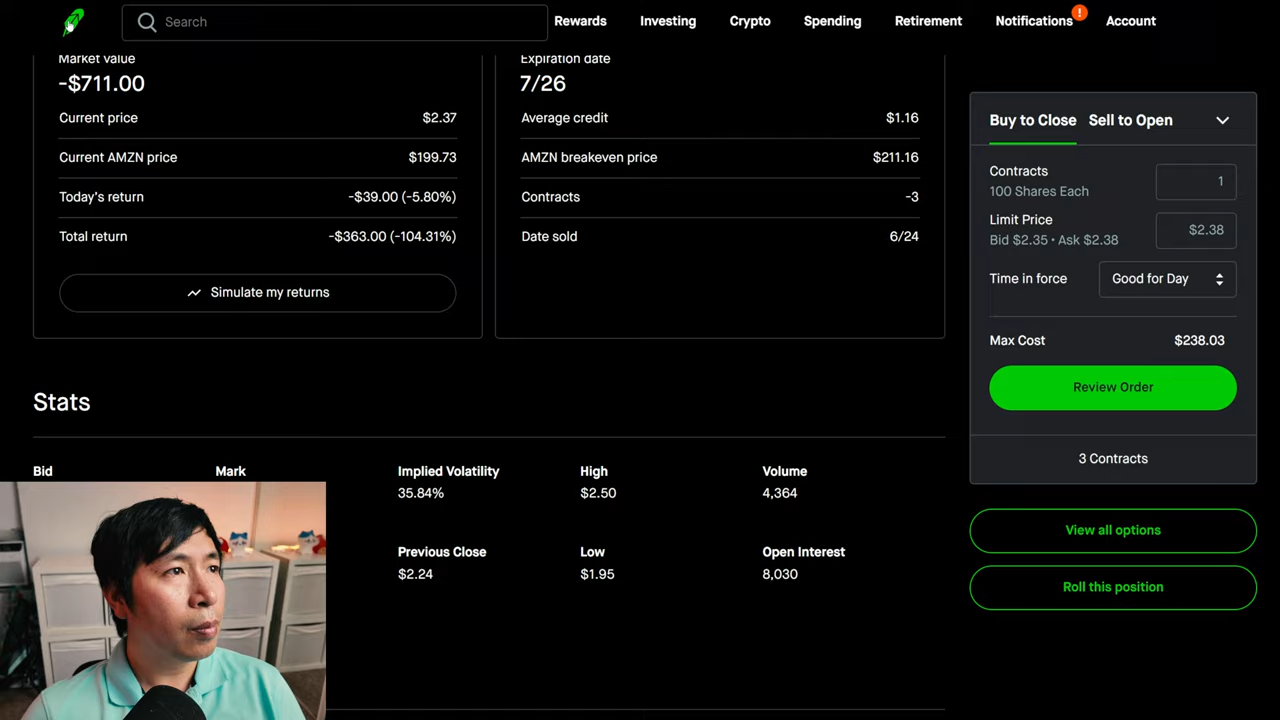 Search
Rewards
Investing
Crypto
Spending
Retirement
Notifications
!
Account
Market value
-$711.00
Current price $2.37
Current AMZN price $199.73
Today's return -$39.00 (-5.80%)
Total return -$363.00 (-104.31%)
Simulate my returns
Expiration date
7/26
Average credit $1.16
AMZN breakeven price $211.16
Contracts -3
Date sold 6/24
Buy to Close Sell to Open
Contracts
100 Shares Each
1
Limit Price
Bid $2.35 • Ask $2.38
$2.38
Time in force Good for Day
Max Cost $238.03
Review Order
3 Contracts
View all options
Roll this position
Stats
Bid
Mark
Implied Volatility
35.84%
High
$2.50
Volume
4,364
Previous Close
$2.24
Low
$1.95
Open Interest
8,030